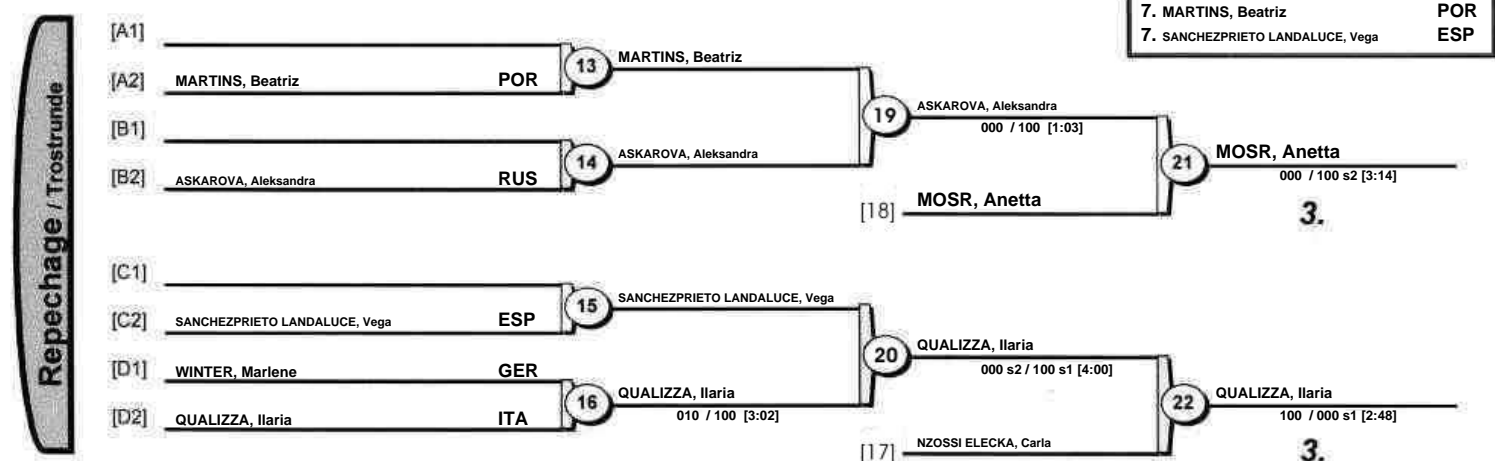 7. MARTINS, Beatriz POR
7. SANCHEZPRIETO LANDALUCE, Vega ESP
Repechage / Trostrunde
[A1]
[A2] MARTINS, Beatriz POR
13 MARTINS, Beatriz
[B1]
[B2] ASKAROVA, Aleksandra RUS
14 ASKAROVA, Aleksandra
19 ASKAROVA, Aleksandra
000 / 100 [1:03]
[18] MOSR, Anetta
21 MOSR, Anetta
000 / 100 s2 [3:14]
3.
[C1]
[C2] SANCHEZPRIETO LANDALUCE, Vega ESP
15 SANCHEZPRIETO LANDALUCE, Vega
[D1] WINTER, Marlene GER
[D2] QUALIZZA, Ilaria ITA
16 QUALIZZA, Ilaria
010 / 100 [3:02]
20 QUALIZZA, Ilaria
000 s2 / 100 s1 [4:00]
[17] NZOSSI ELECKA, Carla
22 QUALIZZA, Ilaria
100 / 000 s1 [2:48]
3.